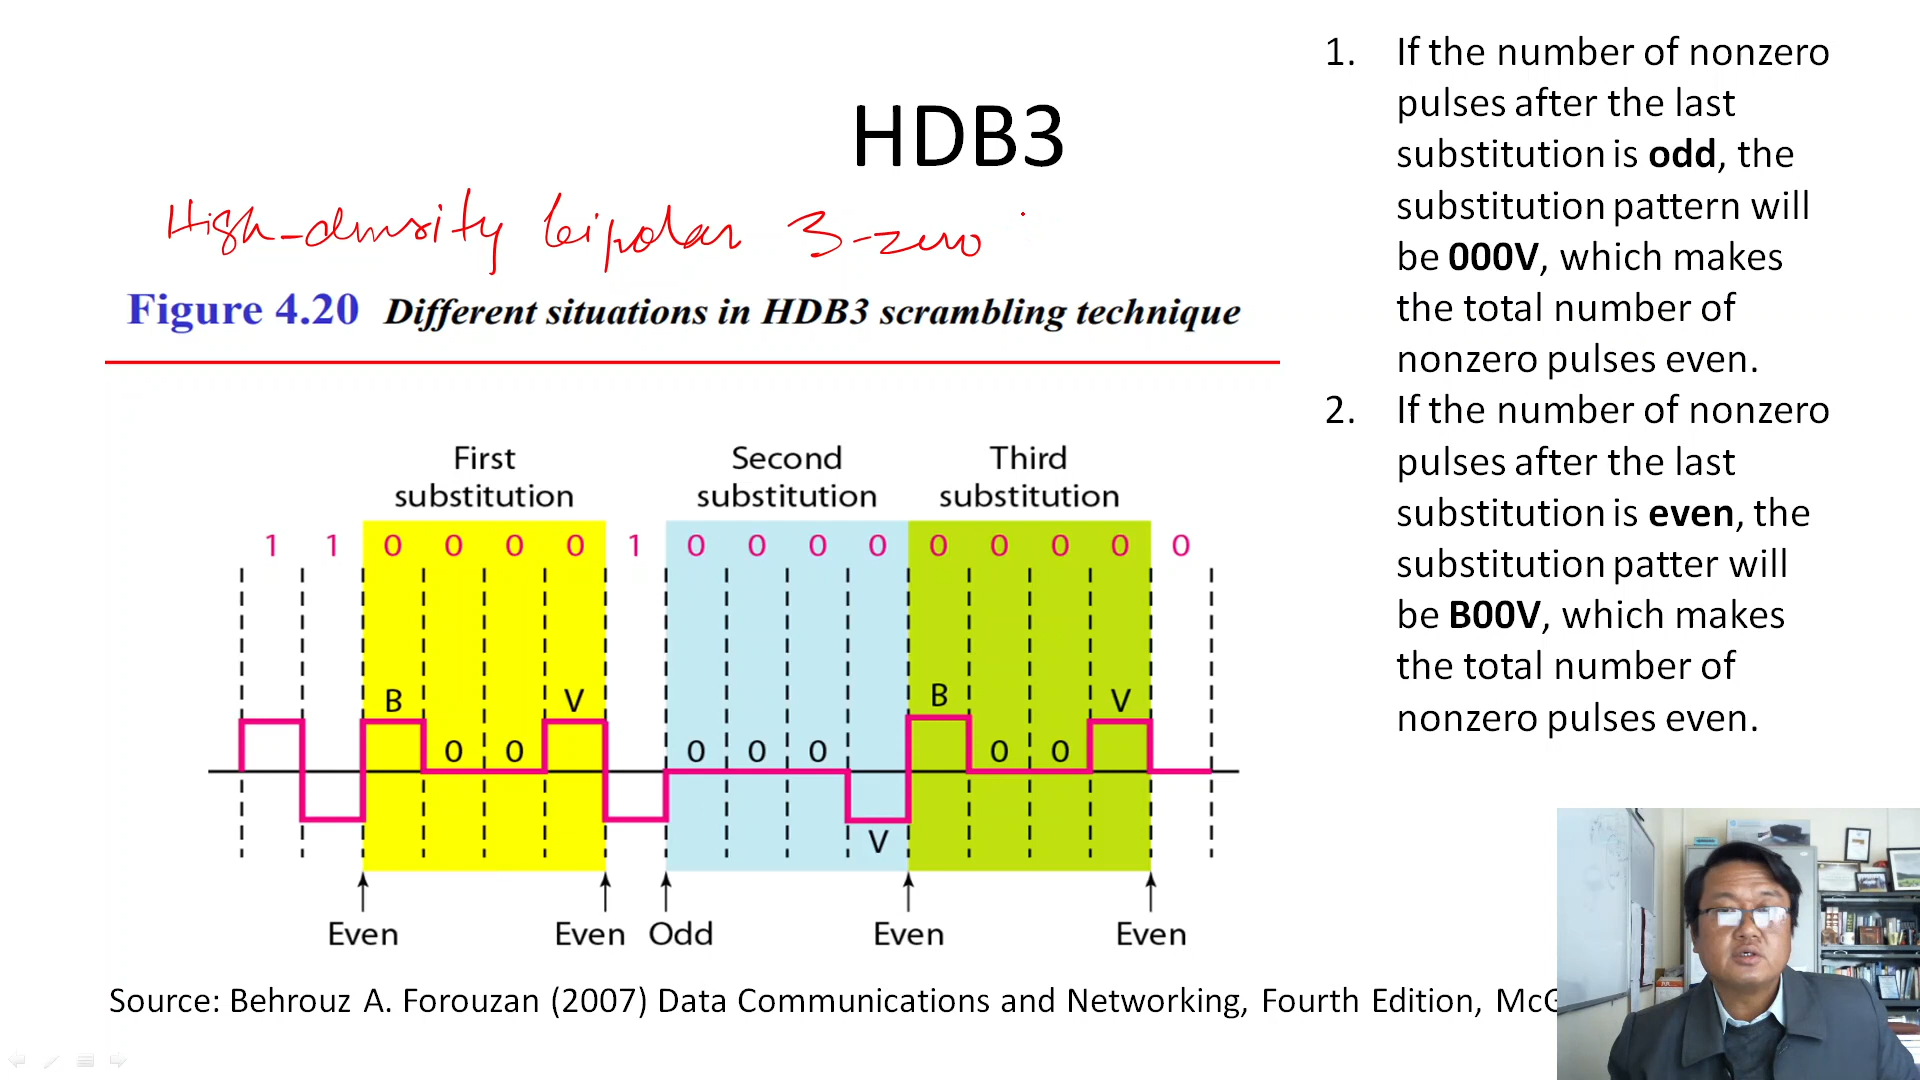 HDB3
High-density bipolar 3-zero
Figure 4.20 Different situations in HDB3 scrambling technique
First
substitution
Second
substitution
Third
substitution
1 1 0 0 0 0 1 0 0 0 0 0 0 0 0 0
B V B V
0 0 0 0 0 0 0
V
Even Even Odd Even Even
1. If the number of nonzero
pulses after the last
substitution is odd, the
substitution pattern will
be 000V, which makes
the total number of
nonzero pulses even.
2. If the number of nonzero
pulses after the last
substitution is even, the
substitution patter will
be B00V, which makes
the total number of
nonzero pulses even.
Source: Behrouz A. Forouzan (2007) Data Communications and Networking, Fourth Edition,